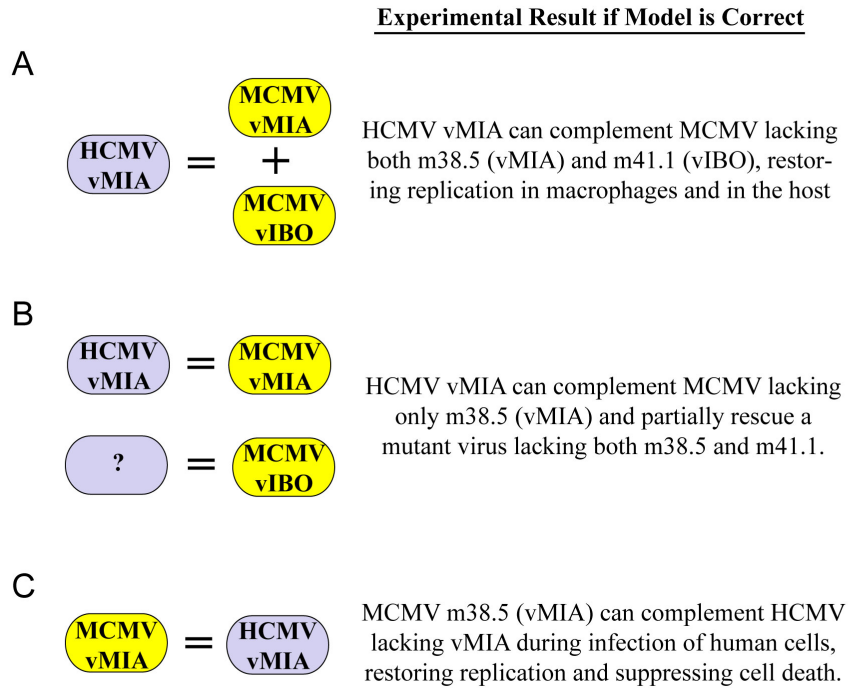 Experimental Result if Model is Correct
A
HCMV
vMIA
=
MCMV
vMIA
+
MCMV
vIBO
HCMV vMIA can complement MCMV lacking
both m38.5 (vMIA) and m41.1 (vIBO), restor-
ing replication in macrophages and in the host
B
HCMV
vMIA
=
MCMV
vMIA
?
=
MCMV
vIBO
HCMV vMIA can complement MCMV lacking
only m38.5 (vMIA) and partially rescue a
mutant virus lacking both m38.5 and m41.1.
C
MCMV
vMIA
=
HCMV
vMIA
MCMV m38.5 (vMIA) can complement HCMV
lacking vMIA during infection of human cells,
restoring replication and suppressing cell death.